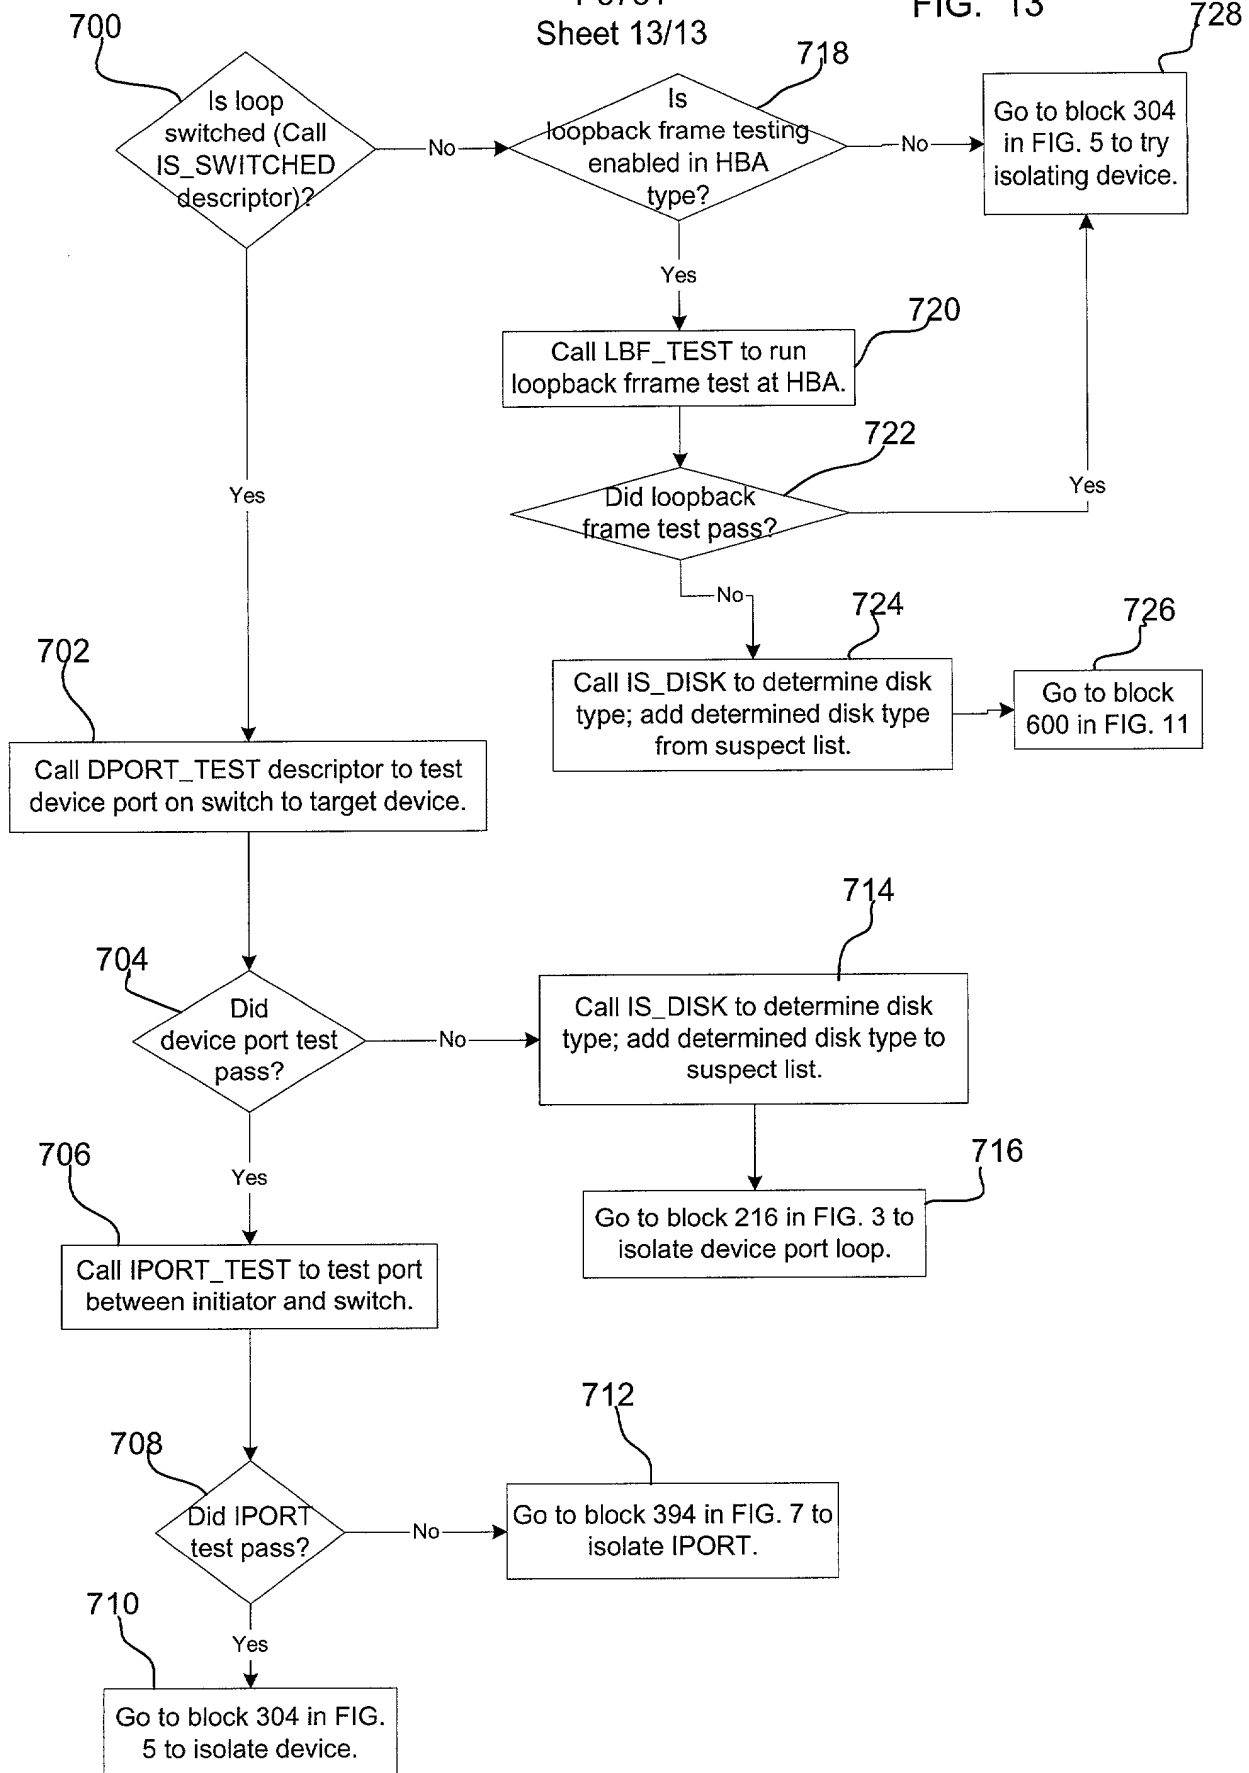 Sheet 13/13
FIG. 13
700
Is loop
switched (Call
IS_SWITCHED
descriptor)?
No
718
Is
loopback frame testing
enabled in HBA
type?
No
728
Go to block 304
in FIG. 5 to try
isolating device.
Yes
720
Call LBF_TEST to run
loopback frrame test at HBA.
722
Did loopback
frame test pass?
Yes
No
724
Call IS_DISK to determine disk
type; add determined disk type
from suspect list.
726
Go to block
600 in FIG. 11
Yes
702
Call DPORT_TEST descriptor to test
device port on switch to target device.
704
Did
device port test
pass?
No
714
Call IS_DISK to determine disk
type; add determined disk type to
suspect list.
716
Go to block 216 in FIG. 3 to
isolate device port loop.
Yes
706
Call IPORT_TEST to test port
between initiator and switch.
708
Did IPORT
test pass?
No
712
Go to block 394 in FIG. 7 to
isolate IPORT.
Yes
710
Go to block 304 in FIG.
5 to isolate device.